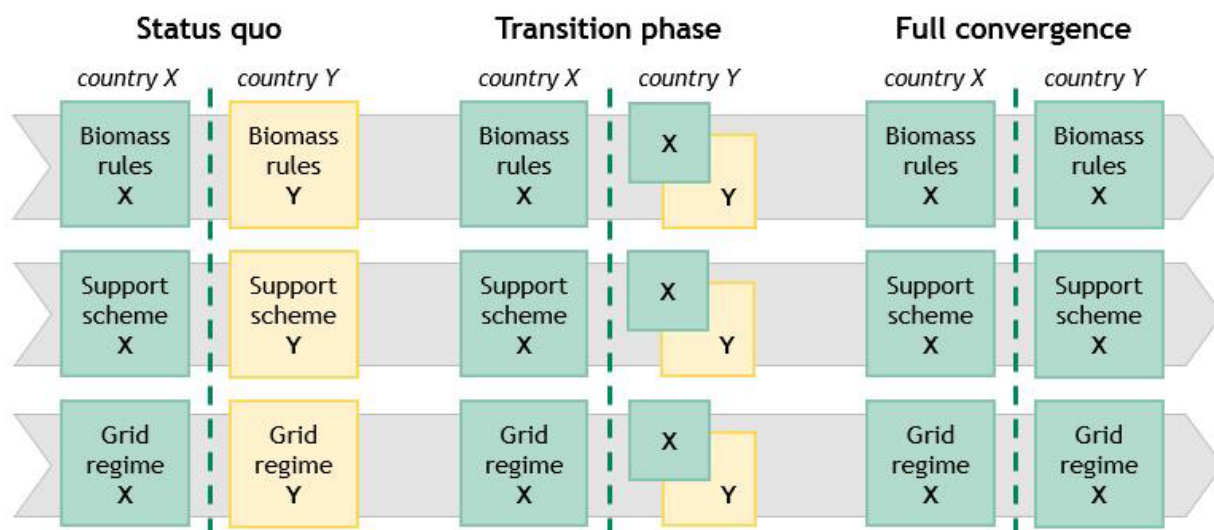 Status quo
Transition phase
Full convergence
country X
country Y
country X
country Y
country X
country Y
Biomass
rules
X
Biomass
rules
Y
Biomass
rules
X
X
Y
Biomass
rules
X
Biomass
rules
X
Support
scheme
X
Support
scheme
Y
Support
scheme
X
X
Y
Support
scheme
X
Support
scheme
X
Grid
regime
X
Grid
regime
Y
Grid
regime
X
X
Y
Grid
regime
X
Grid
regime
X